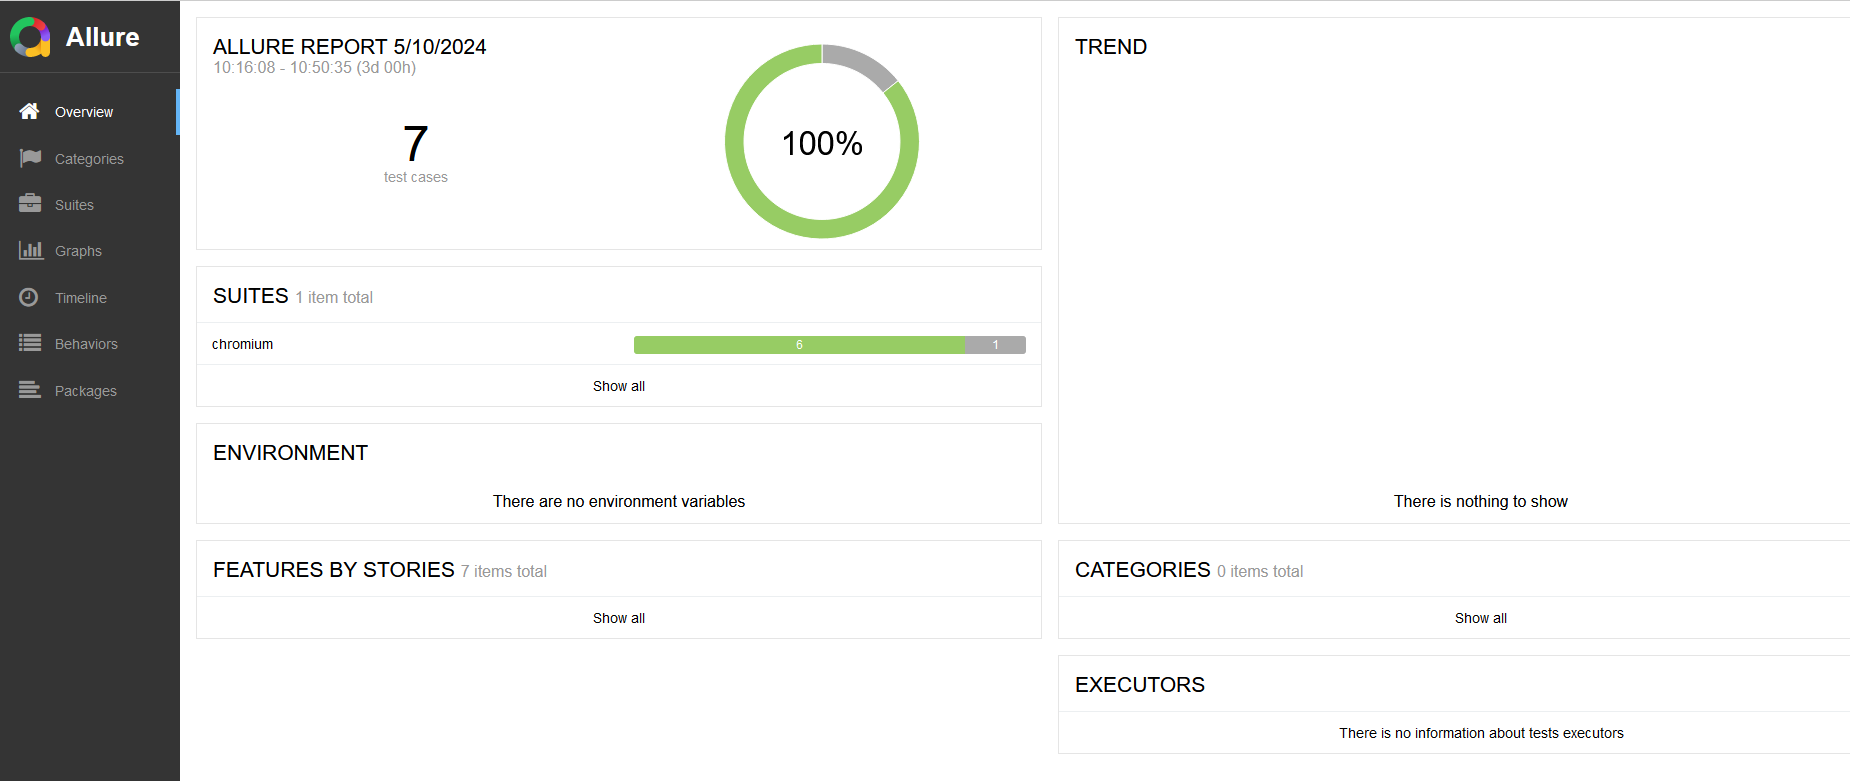 Allure
Overview
Categories
Suites
Graphs
Timeline
Behaviors
Packages
ALLURE REPORT 5/10/2024
10:16:08 - 10:50:35 (3d 00h)
7
test cases
100%
SUITES 1 item total
chromium 6 1
Show all
ENVIRONMENT
There are no environment variables
FEATURES BY STORIES 7 items total
Show all
TREND
There is nothing to show
CATEGORIES 0 items total
Show all
EXECUTORS
There is no information about tests executors